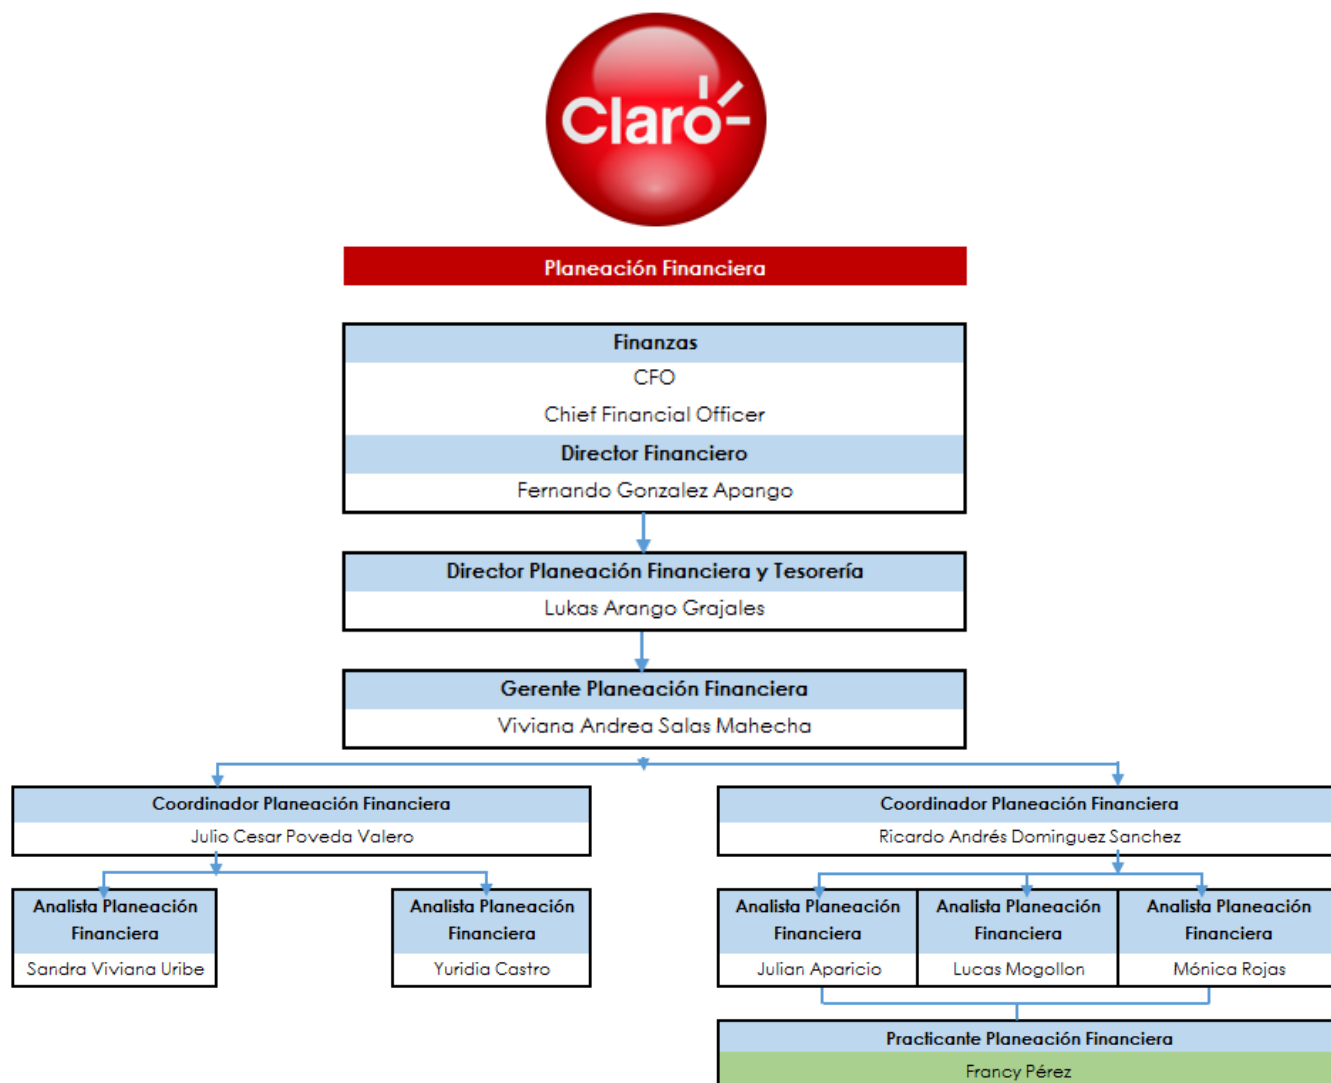 Claro
Planeación Financiera
Finanzas
CFO
Chief Financial Officer
Director Financiero
Fernando Gonzalez Apango
Director Planeación Financiera y Tesorería
Lukas Arango Grajales
Gerente Planeación Financiera
Viviana Andrea Salas Mahecha
Coordinador Planeación Financiera
Julio Cesar Poveda Valero
Coordinador Planeación Financiera
Ricardo Andrés Dominguez Sanchez
Analista Planeación
Financiera
Sandra Viviana Uribe
Analista Planeación
Financiera
Yuridia Castro
Analista Planeación
Financiera
Julian Aparicio
Analista Planeación
Financiera
Lucas Mogollon
Analista Planeación
Financiera
Mónica Rojas
Practicante Planeación Financiera
Francy Pérez